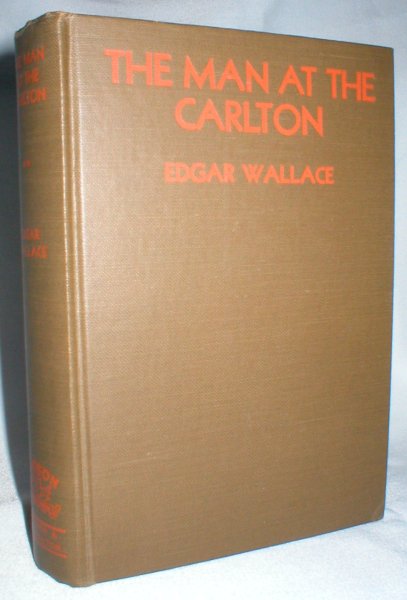 THE MAN AT THE
CARLTON
EDGAR WALLACE
THE MAN
AT THE
CARLTON
EDGAR
WALLACE